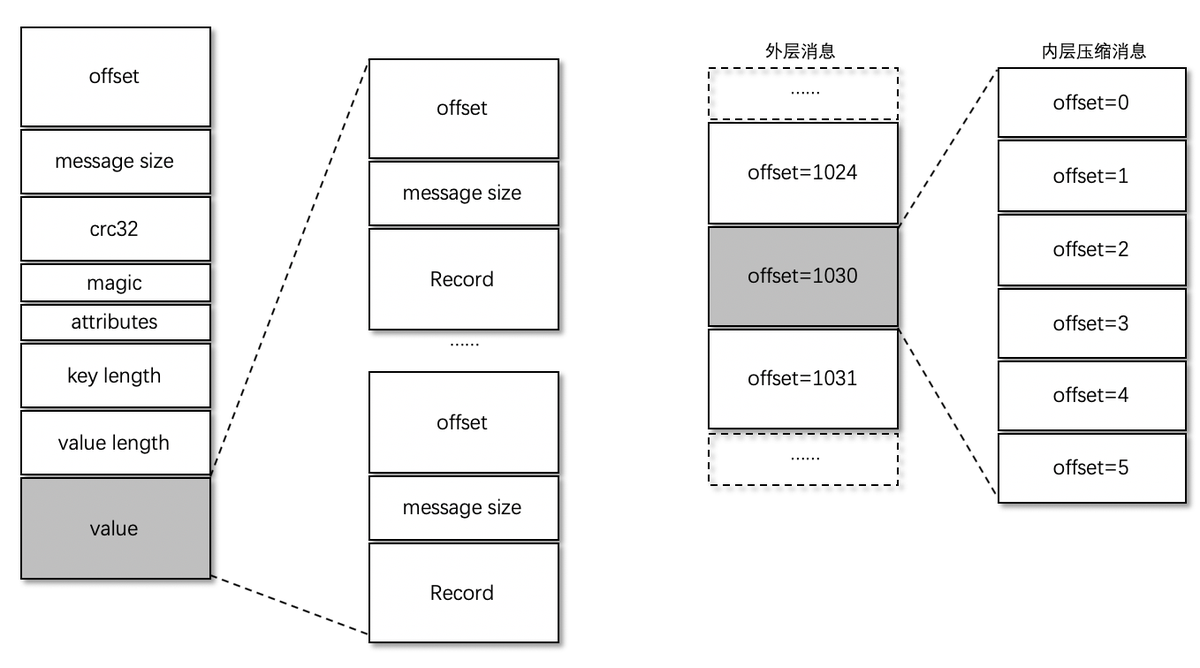 offset
message size
crc32
magic
attributes
key length
value length
value
offset
message size
Record
……
offset
message size
Record
外层消息
……
offset=1024
offset=1030
offset=1031
……
内层压缩消息
offset=0
offset=1
offset=2
offset=3
offset=4
offset=5